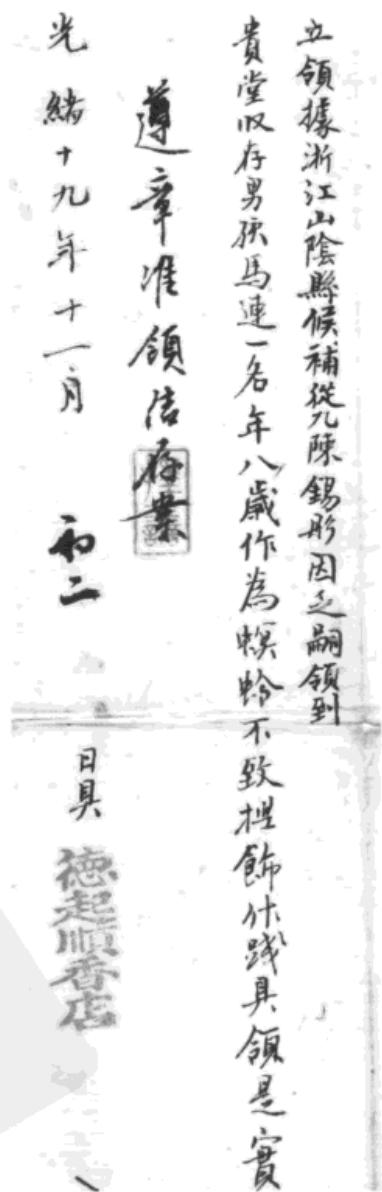 立領據浙江山陰縣候補從九陳錫彤因乏嗣領到
貴堂收存男孩馬連一名年八歲作為螟蛉不致捏飾作踐具領是實
遵章准領結存案
光緒十九年十一月初二日具
德起順香店